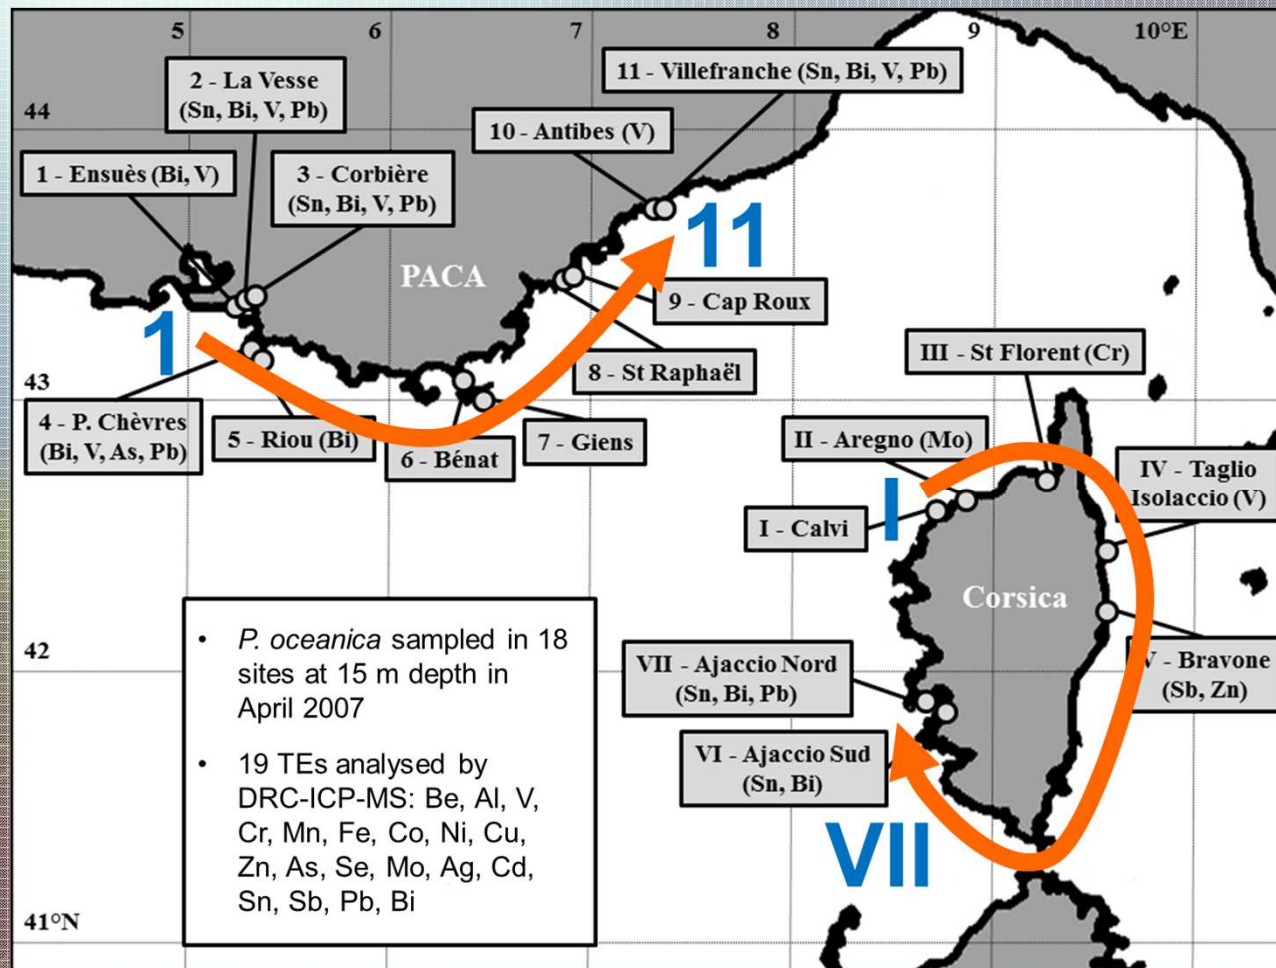 5
6
7
8
9
10°E
2 - La Vesse
(Sn, Bi, V, Pb)
11 - Villefranche (Sn, Bi, V, Pb)
44
10 - Antibes (V)
1 - Ensuès (Bi, V)
3 - Corbière
(Sn, Bi, V, Pb)
11
PACA
9 - Cap Roux
1
III - St Florent (Cr)
8 - St Raphaël
43
4 - P. Chèvres
(Bi, V, As, Pb)
5 - Riou (Bi)
6 - Bénat
7 - Giens
II - Aregno (Mo)
IV - Taglio
Isolaccio (V)
I
I - Calvi
Corsica
• P. oceanica sampled in 18
sites at 15 m depth in
April 2007
• 19 TEs analysed by
DRC-ICP-MS: Be, Al, V,
Cr, Mn, Fe, Co, Ni, Cu,
Zn, As, Se, Mo, Ag, Cd,
Sn, Sb, Pb, Bi
42
VII - Ajaccio Nord
(Sn, Bi, Pb)
V - Bravone
(Sb, Zn)
VI - Ajaccio Sud
(Sn, Bi)
VII
41°N